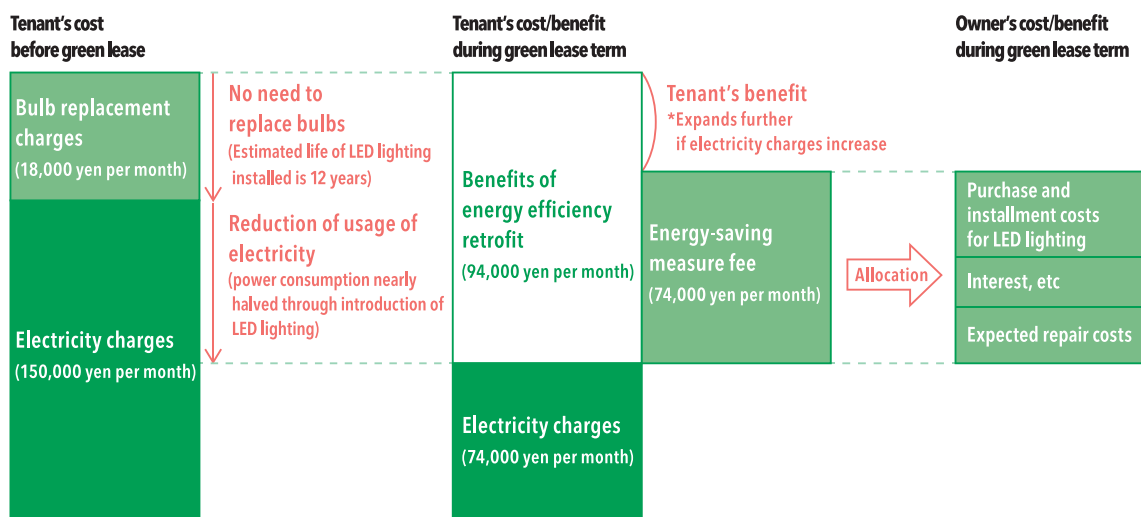 Tenant's cost
before green lease
Tenant's cost/benefit
during green lease term
Owner's cost/benefit
during green lease term
Bulb replacement
charges
(18,000 yen per month)
Electricity charges
(150,000 yen per month)
No need to
replace bulbs
(Estimated life of LED lighting
installed is 12 years)
Reduction of usage of
electricity
(power consumption nearly
halved through introduction of
LED lighting)
Benefits of
energy efficiency
retrofit
(94,000 yen per month)
Electricity charges
(74,000 yen per month)
Tenant's benefit
*Expands further
if electricity charges increase
Energy-saving
measure fee
(74,000 yen per month)
Allocation
Purchase and
installment costs
for LED lighting
Interest, etc
Expected repair costs